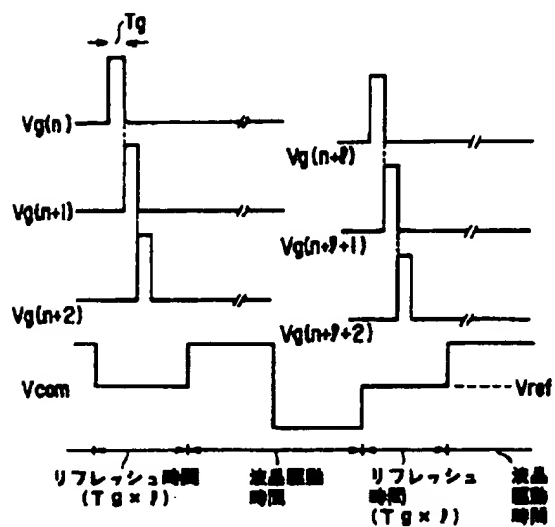 Tg
Vg(n)
Vg(n+1)
Vg(n+2)
Vg(n+ℓ)
Vg(n+ℓ+1)
Vg(n+ℓ+2)
Vcom
Vref
リフレッシュ時間
(Tg×ℓ)
液晶駆動
時間
リフレッシュ
時間
(Tg×ℓ)
液晶
駆動
時間